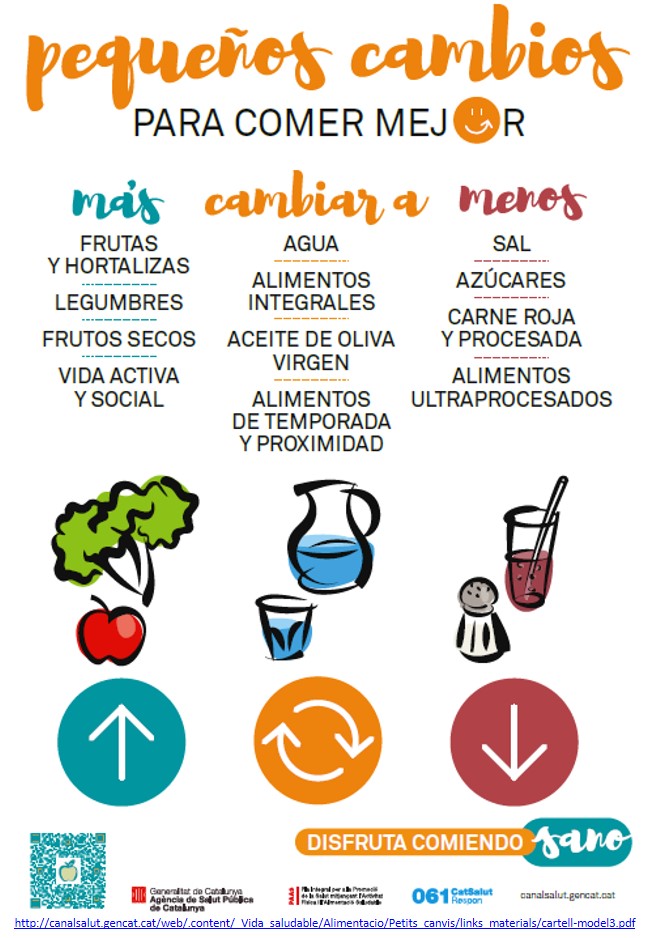 pequeños cambios
PARA COMER MEJOR
más
FRUTAS
Y HORTALIZAS
LEGUMBRES
FRUTOS SECOS
VIDA ACTIVA
Y SOCIAL
cambiar a
AGUA
ALIMENTOS
INTEGRALES
ACEITE DE OLIVA
VIRGEN
ALIMENTOS
DE TEMPORADA
Y PROXIMIDAD
menos
SAL
AZÚCARES
CARNE ROJA
Y PROCESADA
ALIMENTOS
ULTRAPROCESADOS
DISFRUTA COMIENDO sano
Generalitat de Catalunya
Agència de Salut Pública
de Catalunya
PAAS
Pla integral per a la Promoció
de la Salut mitjançant l'Activitat
Física i l'Alimentació Saludable
061 CatSalut
Respon
canalsalut.gencat.cat
http://canalsalut.gencat.cat/web/.content/_Vida_saludable/Alimentacio/Petits_canvis/links_materials/cartell-model3.pdf